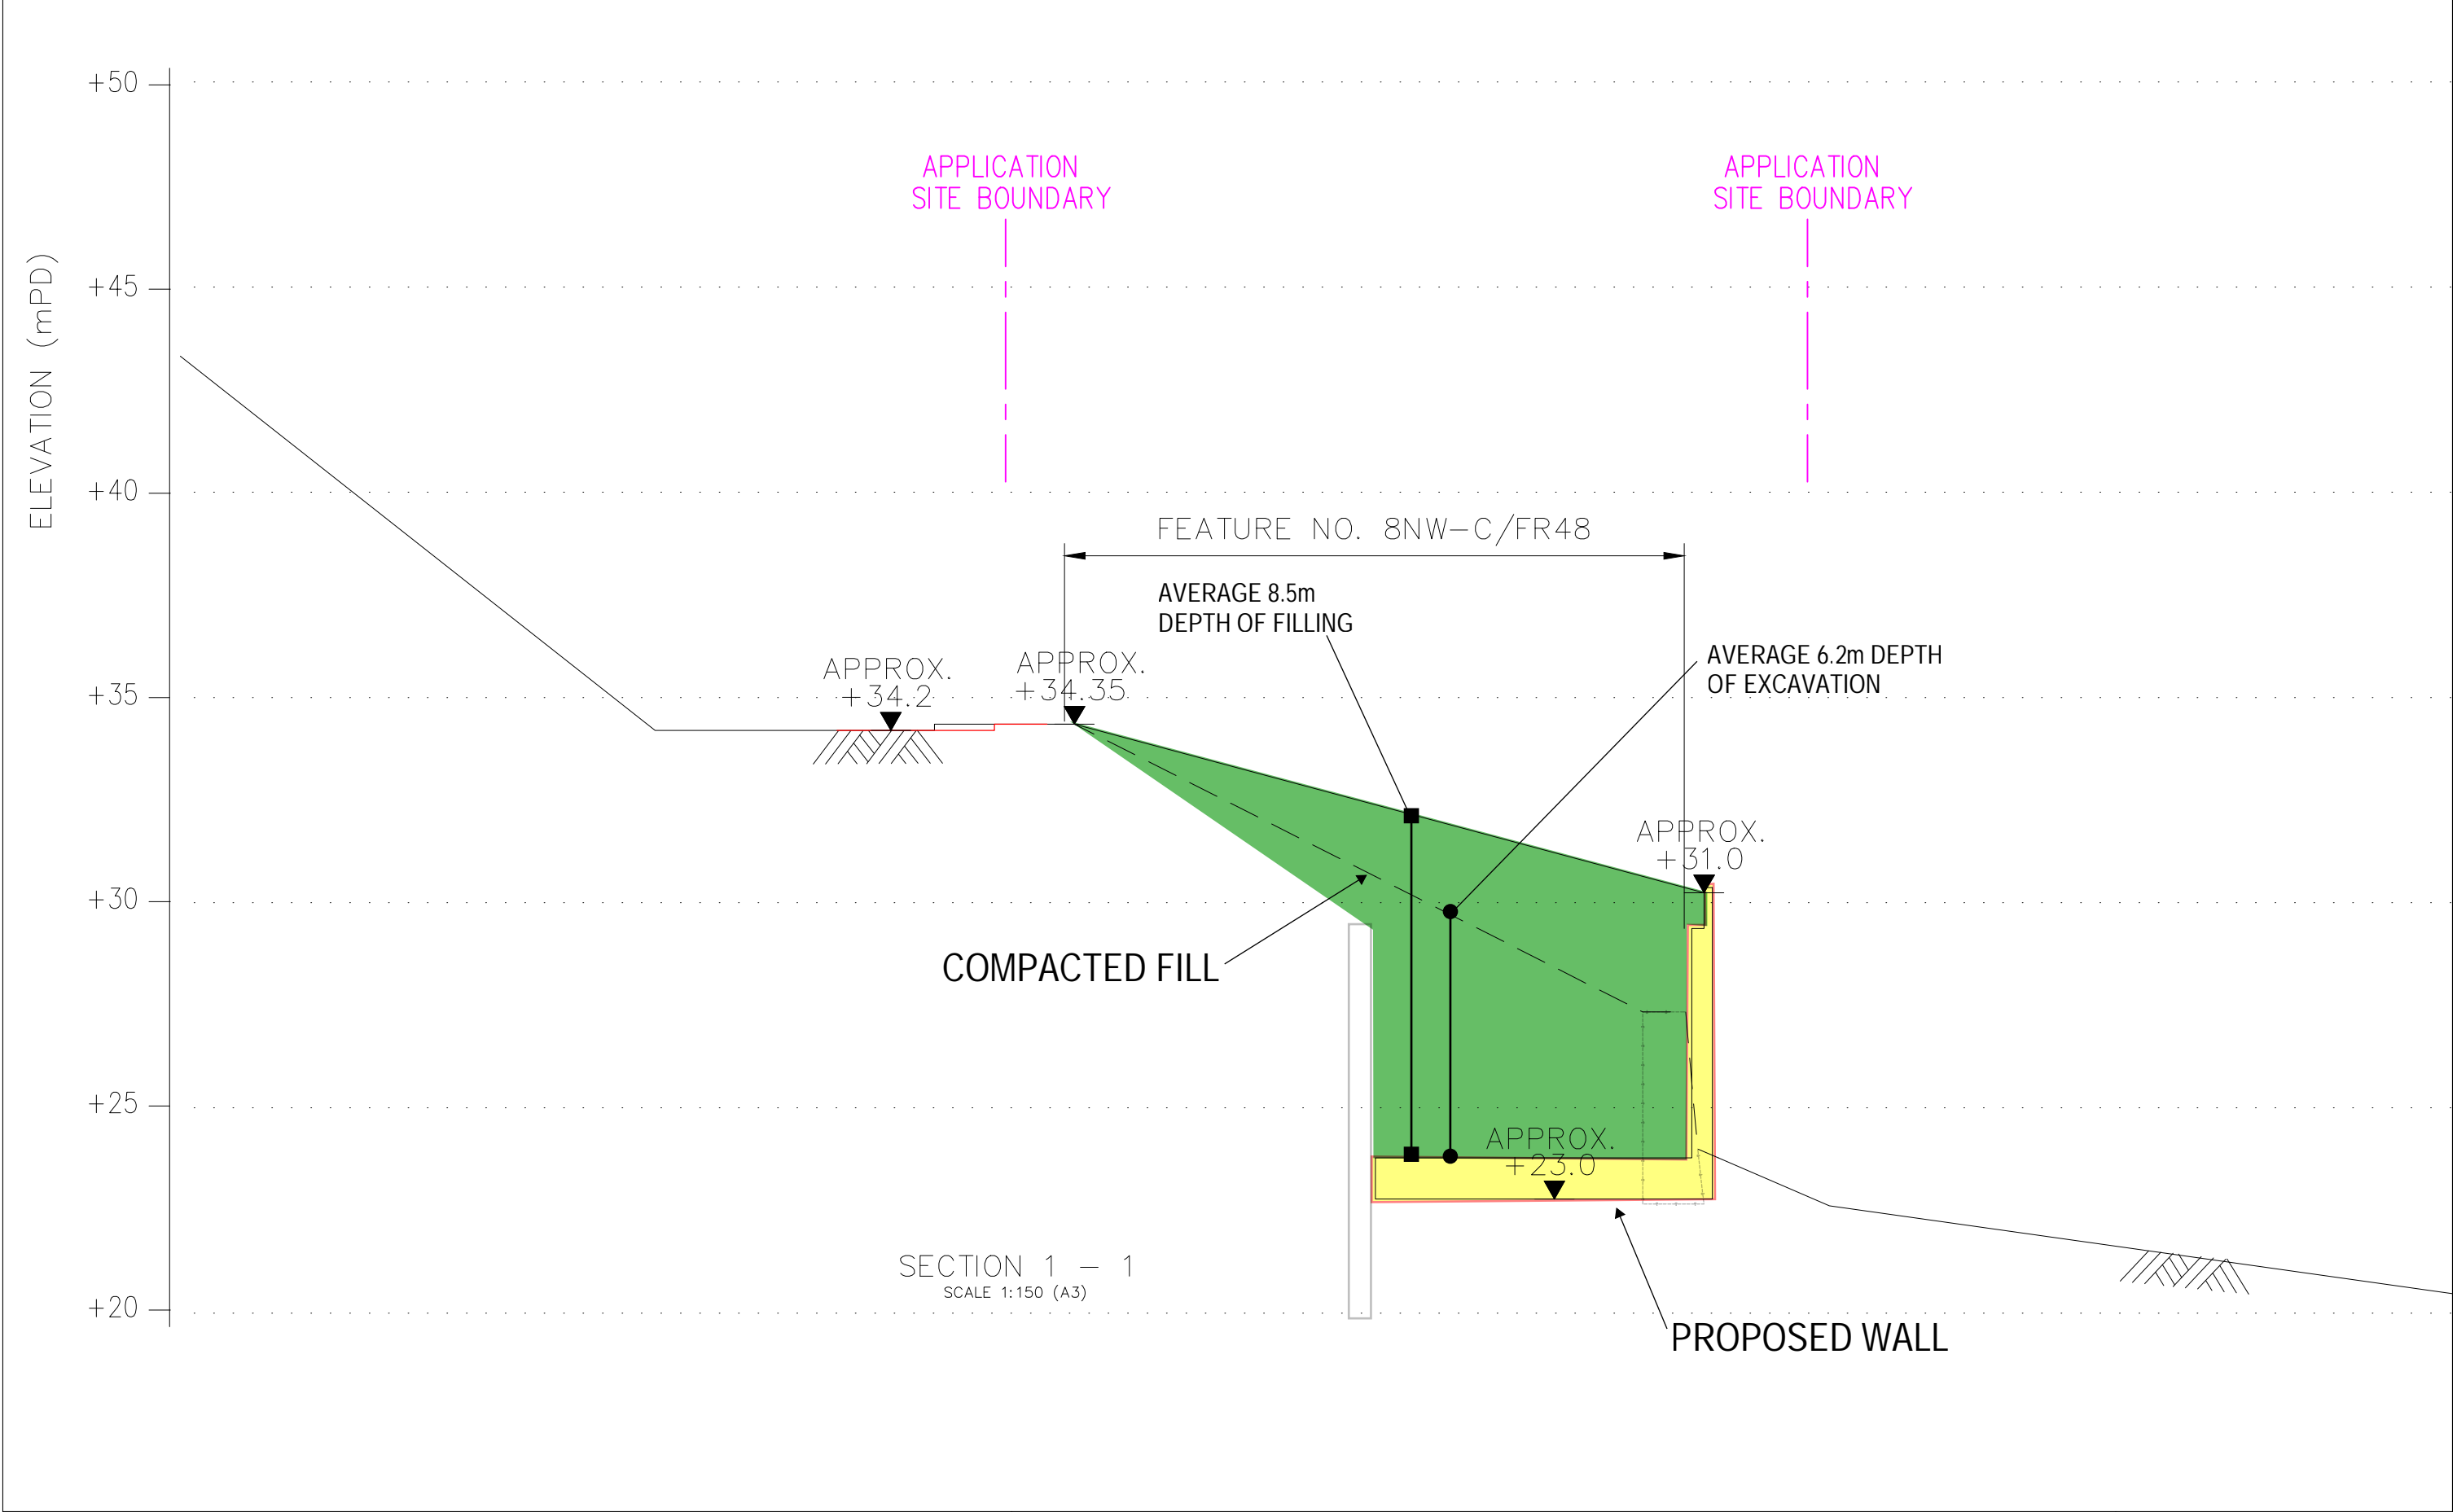 +50
APPLICATION
SITE BOUNDARY
APPLICATION
SITE BOUNDARY
ELEVATION (mPD)
+45
+40
FEATURE NO. 8NW-C/FR48
AVERAGE 8.5m
DEPTH OF FILLING
AVERAGE 6.2m DEPTH
OF EXCAVATION
APPROX.
+34.2
APPROX.
+34.35
+35
APPROX.
+31.0
+30
COMPACTED FILL
+25
APPROX.
+23.0
SECTION 1 - 1
SCALE 1:150 (A3)
+20
PROPOSED WALL